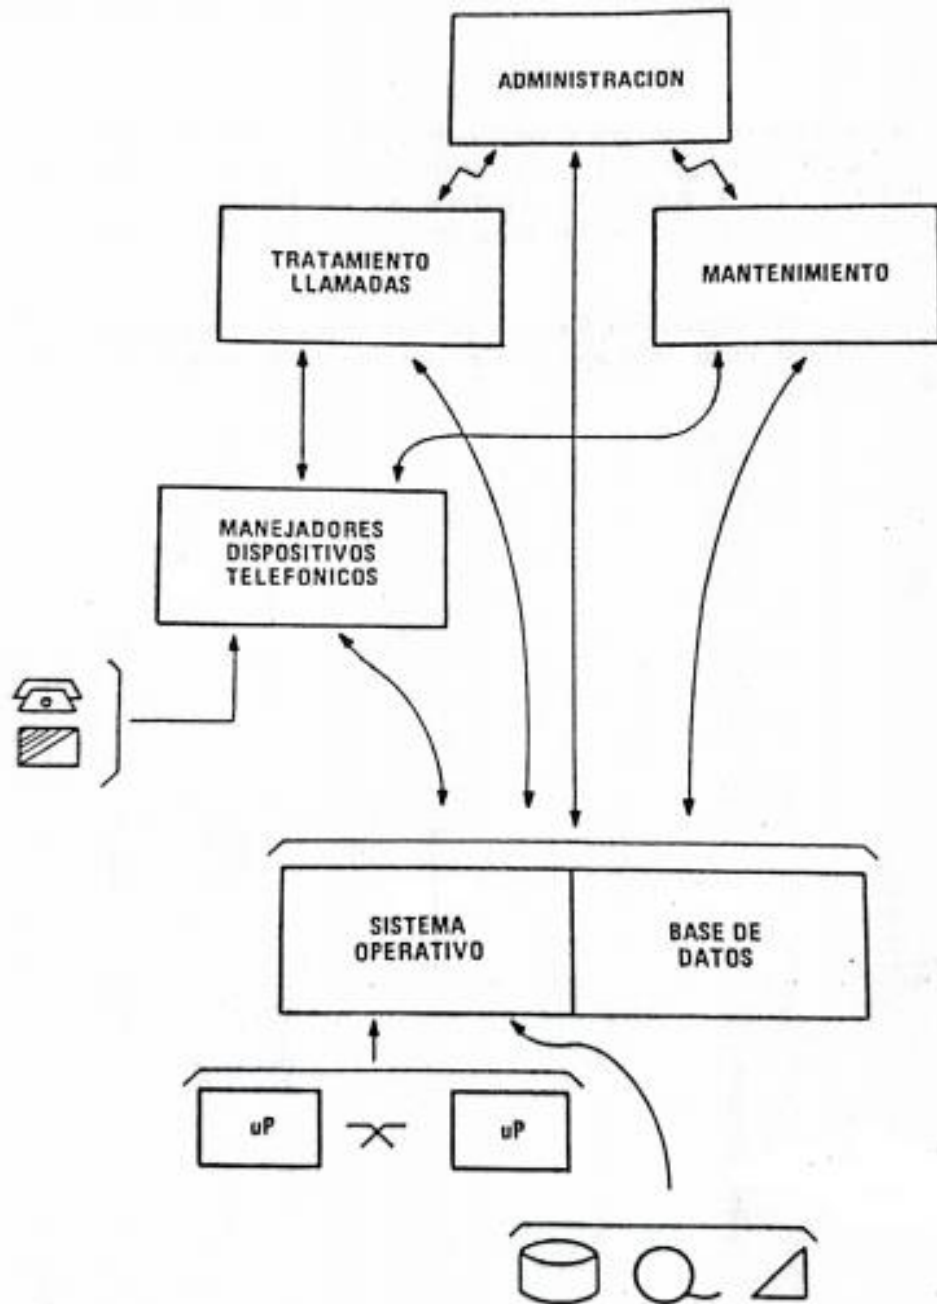 ADMINISTRACION
TRATAMIENTO
LLAMADAS
MANTENIMIENTO
MANEJADORES
DISPOSITIVOS
TELEFONICOS
SISTEMA
OPERATIVO
BASE DE
DATOS
uP
uP